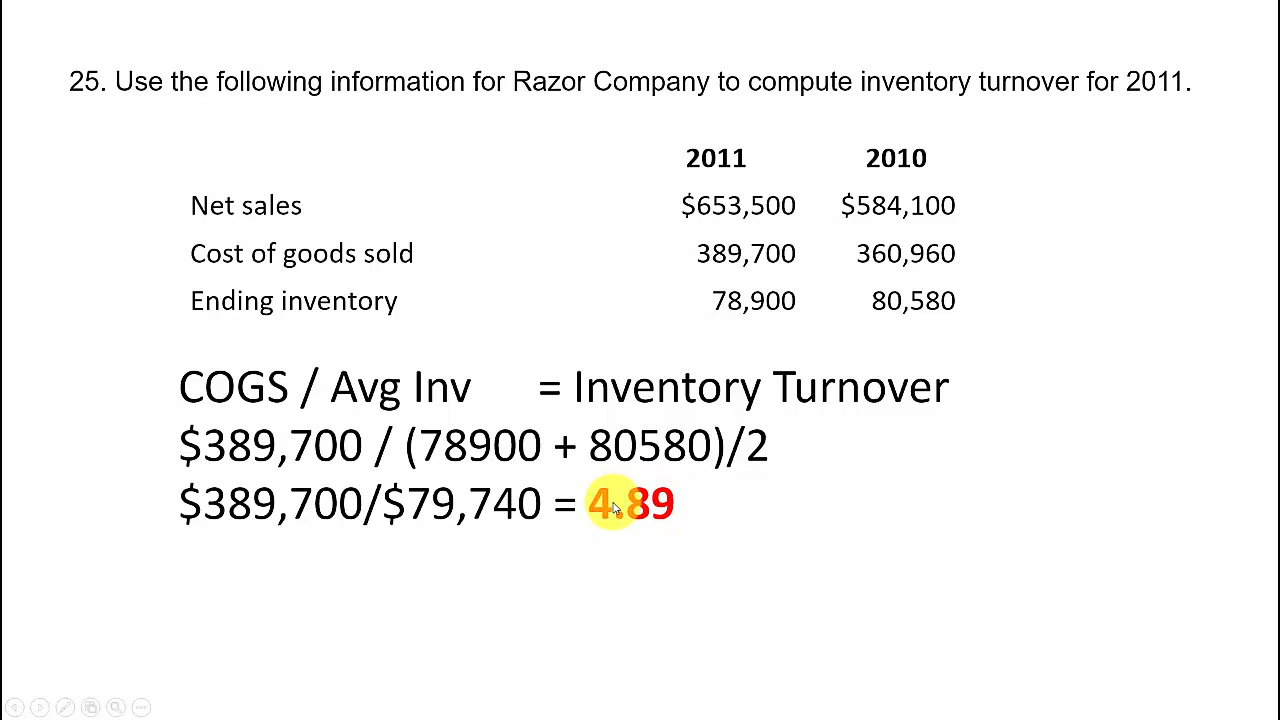 25. Use the following information for Razor Company to compute inventory turnover for 2011.
2011 2010
Net sales $653,500 $584,100
Cost of goods sold 389,700 360,960
Ending inventory 78,900 80,580
COGS / Avg Inv = Inventory Turnover
$389,700 / (78900 + 80580)/2
$389,700/$79,740 = 4.89